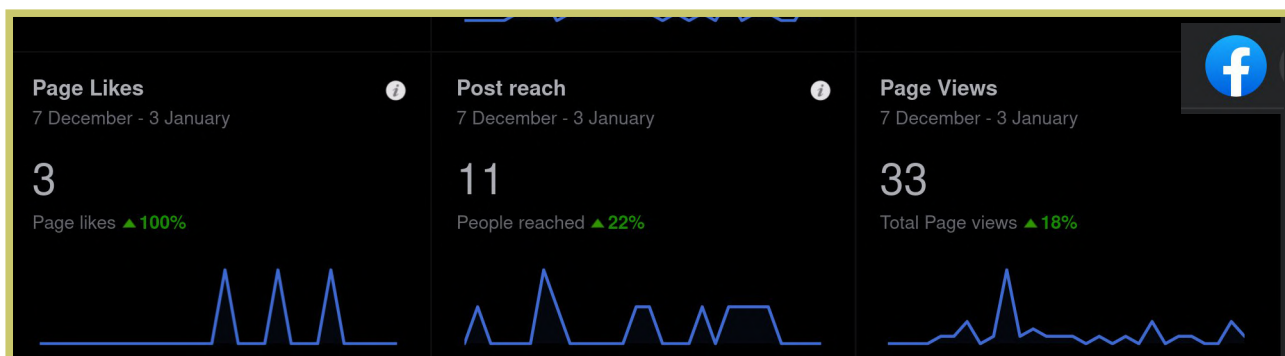 Page Likes
7 December - 3 January
3
Page likes ▲ 100%
Post reach
7 December - 3 January
11
People reached ▲ 22%
Page Views
7 December - 3 January
33
Total Page views ▲ 18%